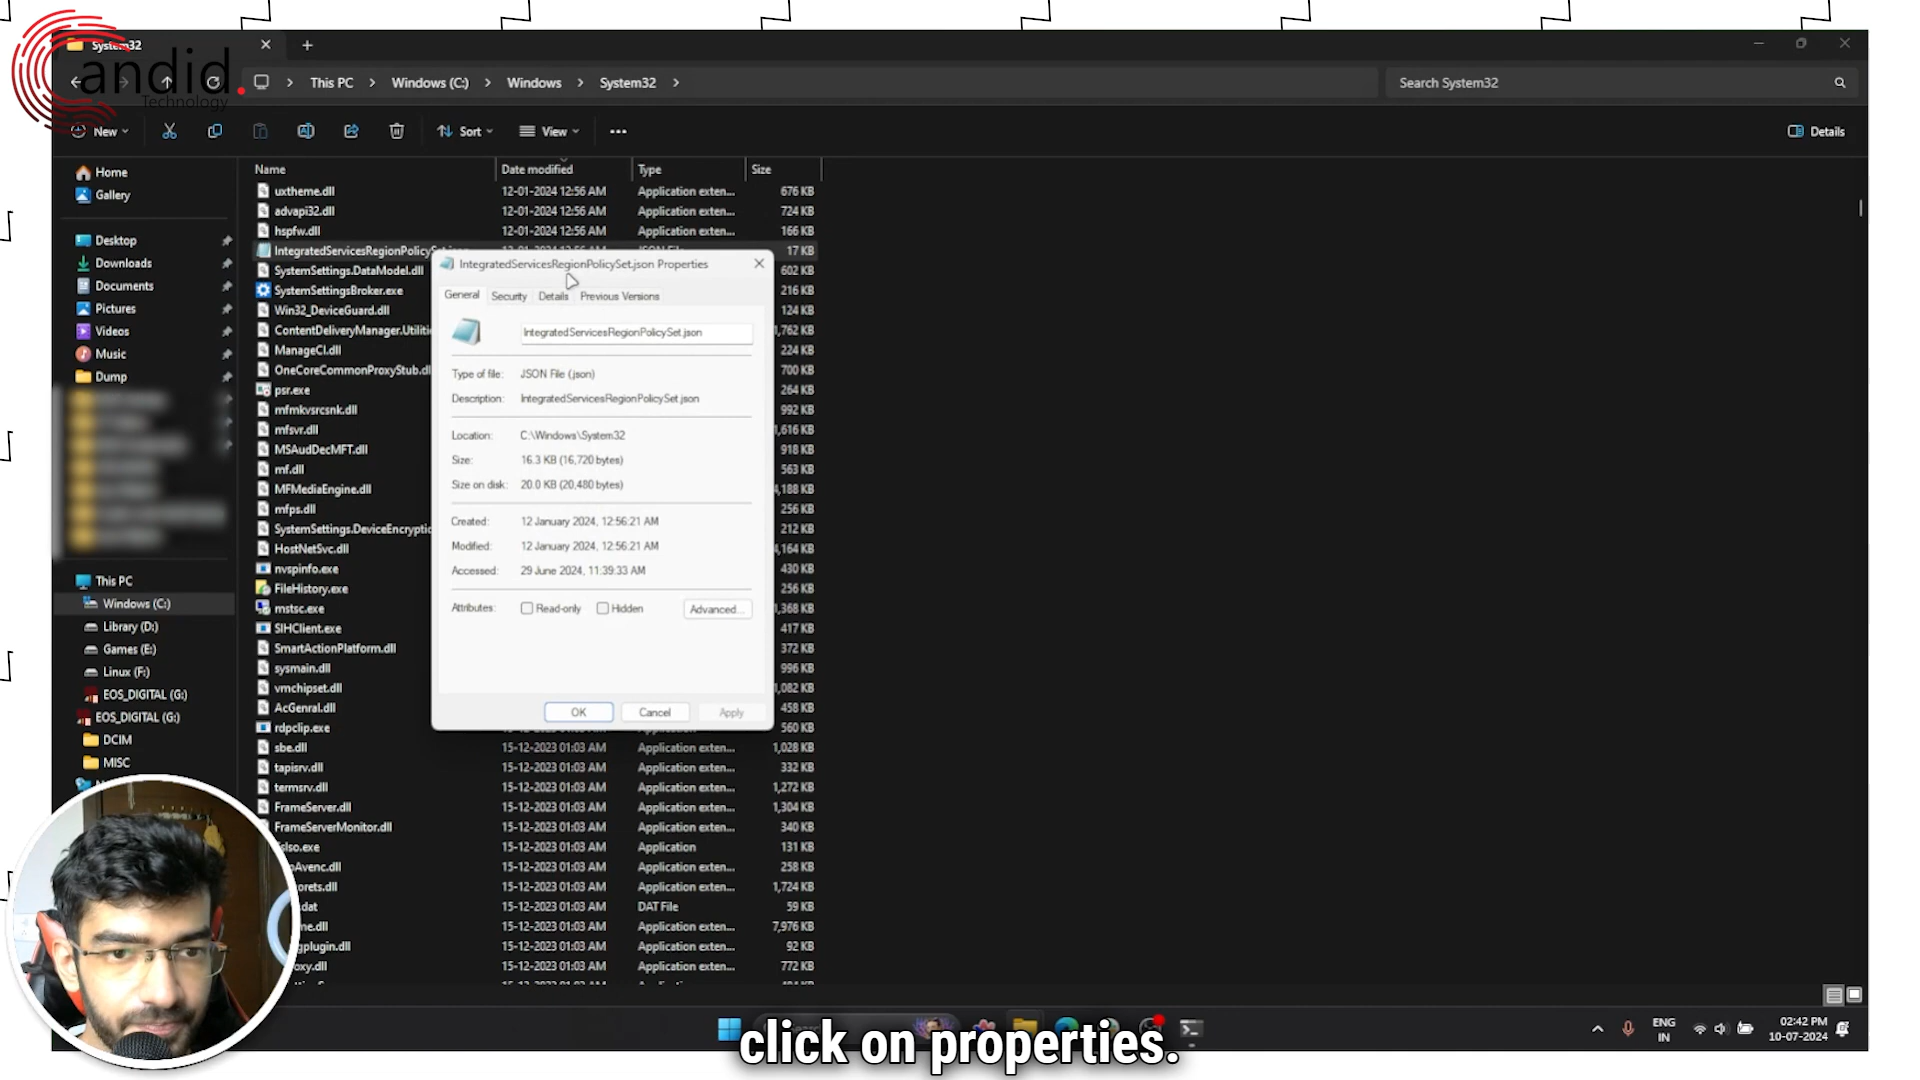 System32
Candid.
Technology
This PC > Windows (C:) > Windows > System32 >
Search System32
New
Sort
View
Details
Name
Date modified
Type
Size
Home
Gallery
Desktop
Downloads
Documents
Pictures
Videos
Music
Dump
This PC
Windows (C:)
Library (D:)
Games (E:)
Linux (F:)
EOS_DIGITAL (G:)
EOS_DIGITAL (G:)
DCIM
MISC
uxtheme.dll 12-01-2024 12:56 AM Application exten... 676 KB
advapi32.dll 12-01-2024 12:56 AM Application exten... 724 KB
hspfw.dll 12-01-2024 12:56 AM Application exten... 166 KB
IntegratedServicesRegionPolicySet.json 12-01-2024 12:56 AM JSON File 17 KB
SystemSettings.DataModel.dll 602 KB
SystemSettingsBroker.exe 216 KB
Win32_DeviceGuard.dll 124 KB
ContentDeliveryManager.Utilitie 1,762 KB
ManageCI.dll 224 KB
OneCoreCommonProxyStub.dl 700 KB
psr.exe 264 KB
mfmkvsrcsnk.dll 992 KB
mfsvr.dll 1,616 KB
MSAudDecMFT.dll 918 KB
mf.dll 563 KB
MFMediaEngine.dll 4,188 KB
mfps.dll 256 KB
SystemSettings.DeviceEncryptio 212 KB
HostNetSvc.dll 4,164 KB
nvspinfo.exe 430 KB
FileHistory.exe 256 KB
mstsc.exe 1,368 KB
SIHClient.exe 417 KB
SmartActionPlatform.dll 372 KB
sysmain.dll 996 KB
vmchipset.dll 1,082 KB
AcGenral.dll 458 KB
rdpclip.exe 560 KB
sbe.dll 15-12-2023 01:03 AM Application exten... 1,028 KB
tapisrv.dll 15-12-2023 01:03 AM Application exten... 332 KB
termsrv.dll 15-12-2023 01:03 AM Application exten... 1,272 KB
FrameServer.dll 15-12-2023 01:03 AM Application exten... 1,304 KB
FrameServerMonitor.dll 15-12-2023 01:03 AM Application exten... 340 KB
slso.exe 15-12-2023 01:03 AM Application 131 KB
oAvenc.dll 15-12-2023 01:03 AM Application exten... 258 KB
orets.dll 15-12-2023 01:03 AM Application exten... 1,724 KB
.dat 15-12-2023 01:03 AM DAT File 59 KB
me.dll 15-12-2023 01:03 AM Application exten... 7,976 KB
gplugin.dll 15-12-2023 01:03 AM Application exten... 92 KB
oxy.dll 15-12-2023 01:03 AM Application exten... 772 KB
IntegratedServicesRegionPolicySet.json Properties
General Security Details Previous Versions
IntegratedServicesRegionPolicySet.json
Type of file: JSON File (.json)
Description: IntegratedServicesRegionPolicySet.json
Location: C:\Windows\System32
Size: 16.3 KB (16,720 bytes)
Size on disk: 20.0 KB (20,480 bytes)
Created: 12 January 2024, 12:56:21 AM
Modified: 12 January 2024, 12:56:21 AM
Accessed: 29 June 2024, 11:39:33 AM
Attributes: Read-only Hidden Advanced...
OK Cancel Apply
click on properties.
ENG
IN
02:42 PM
10-07-2024